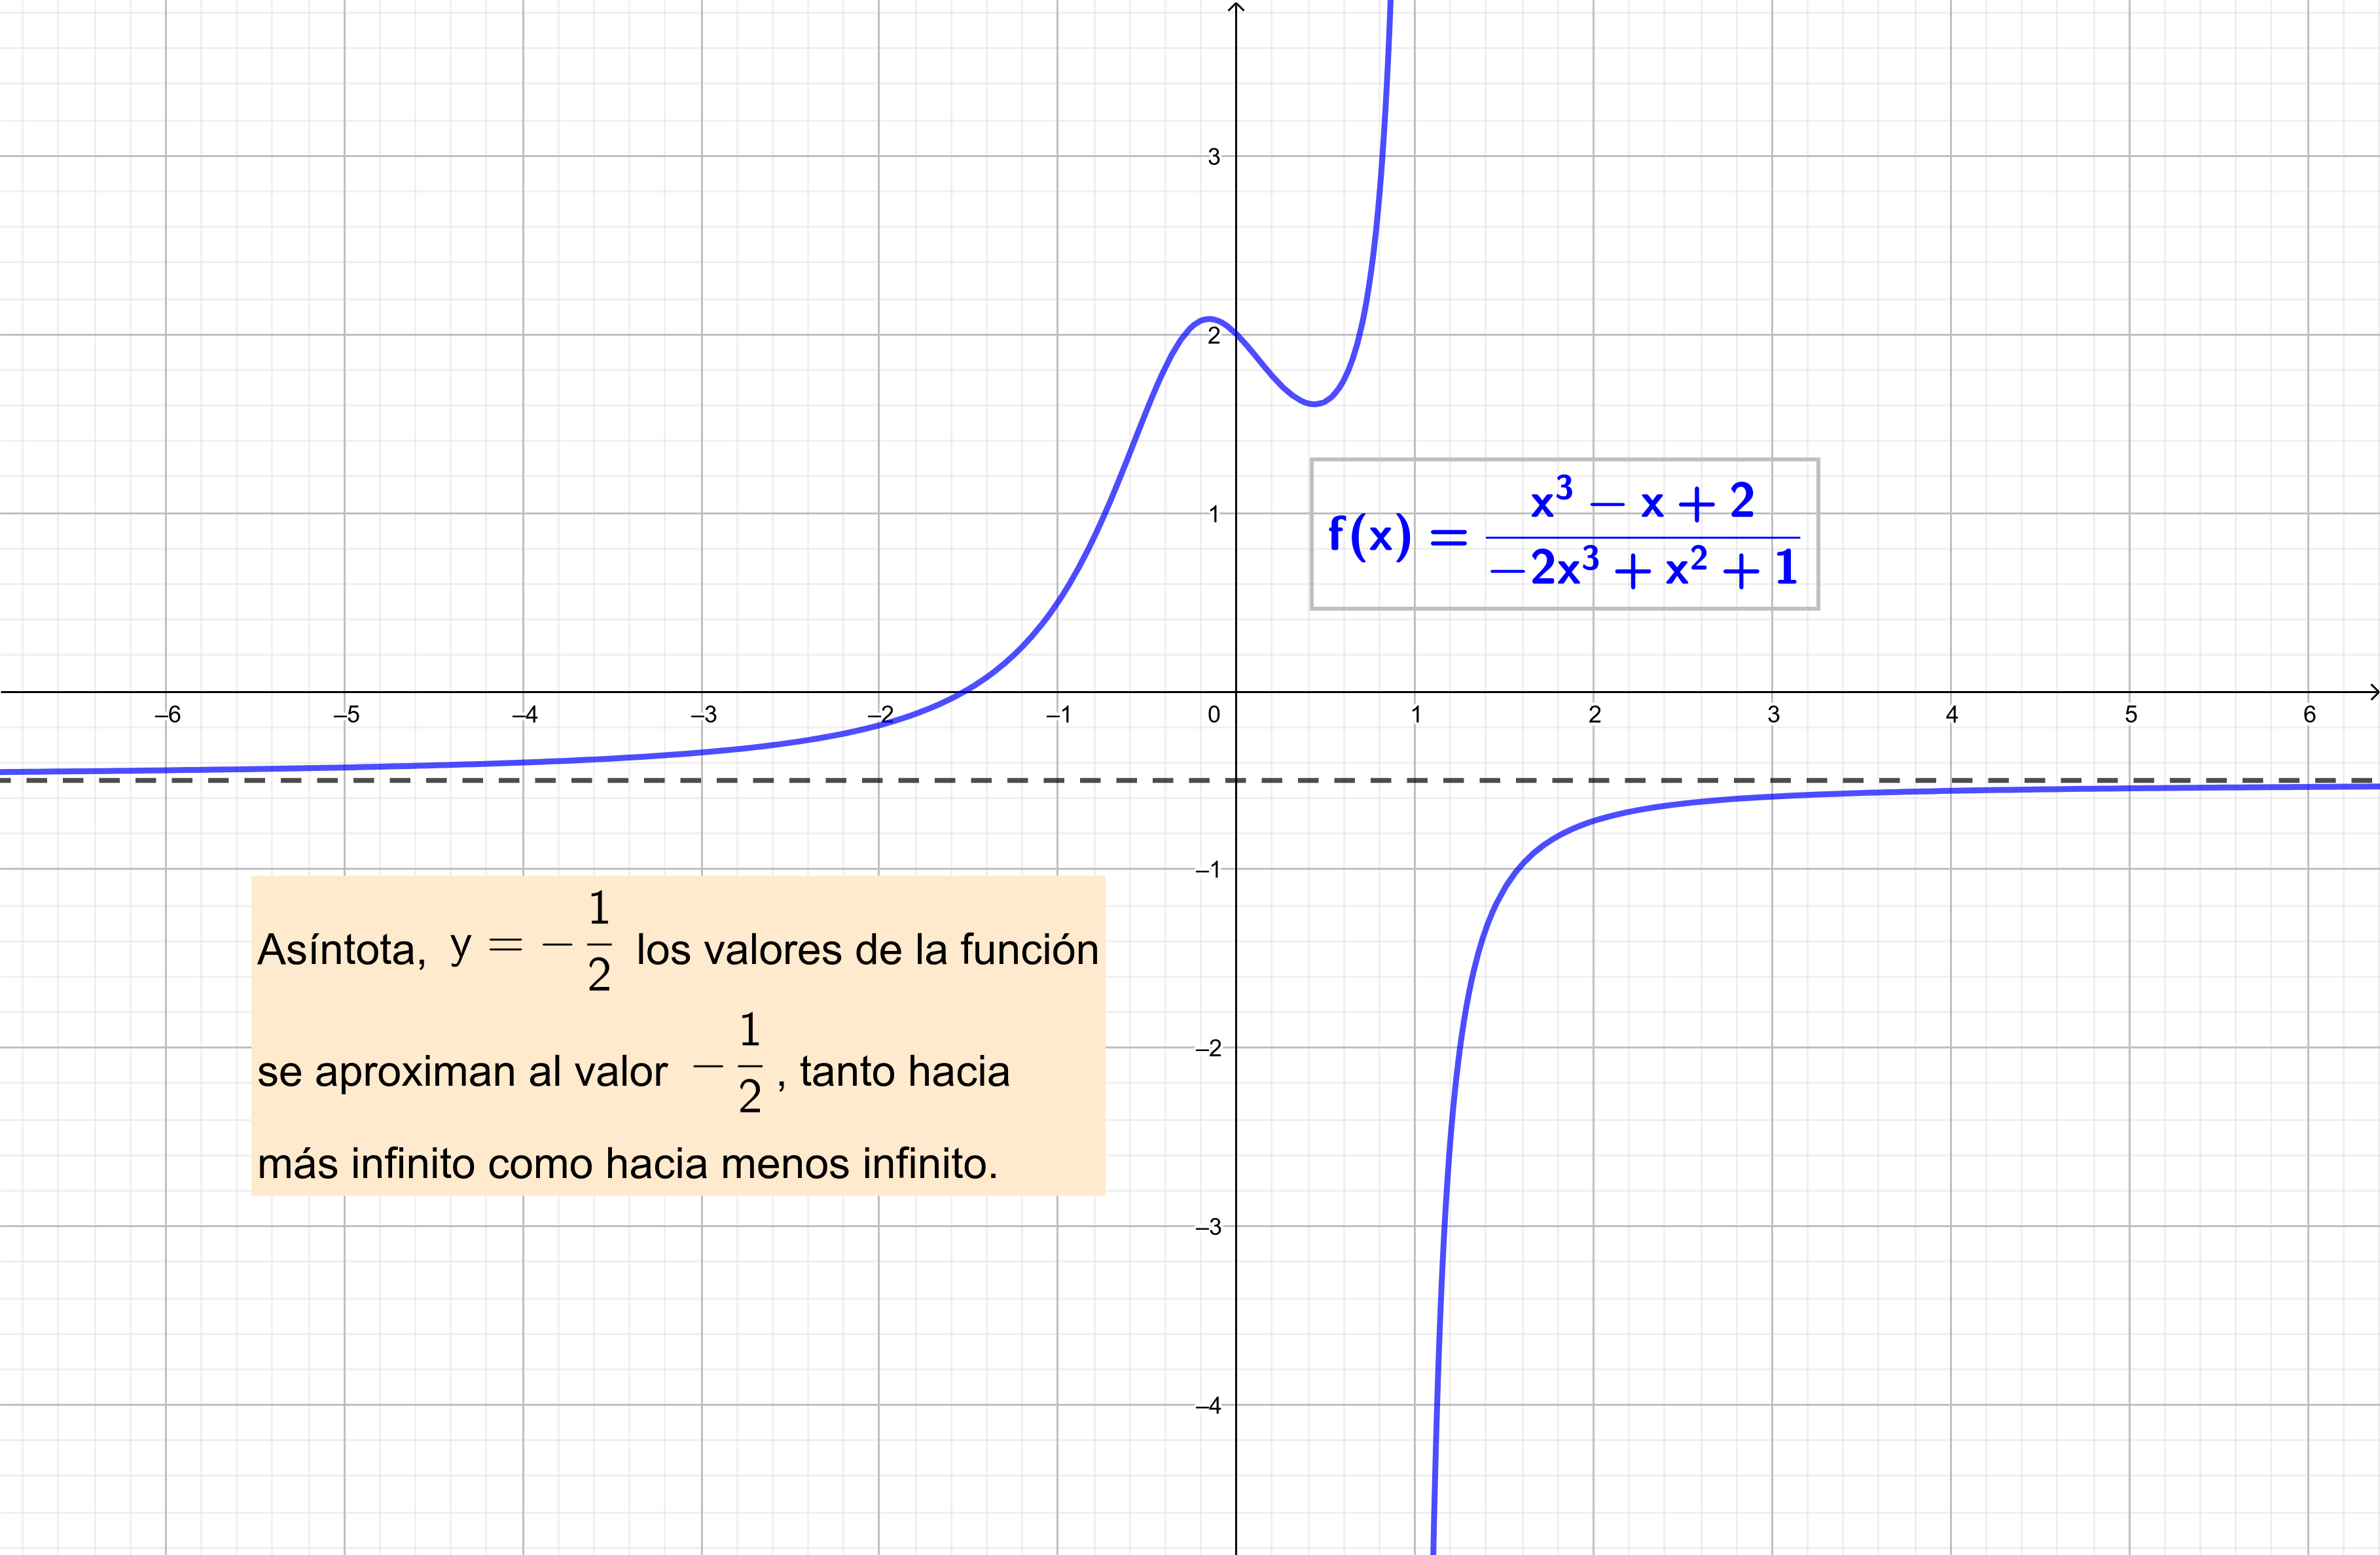 3
2
f(x) = (x³ − x + 2)/(−2x³ + x² + 1)
1
−6 −5 −4 −3 −2 −1 0 1 2 3 4 5 6
−1
Asíntota, y = −1/2 los valores de la función
se aproximan al valor −1/2, tanto hacia
más infinito como hacia menos infinito.
−2
−3
−4